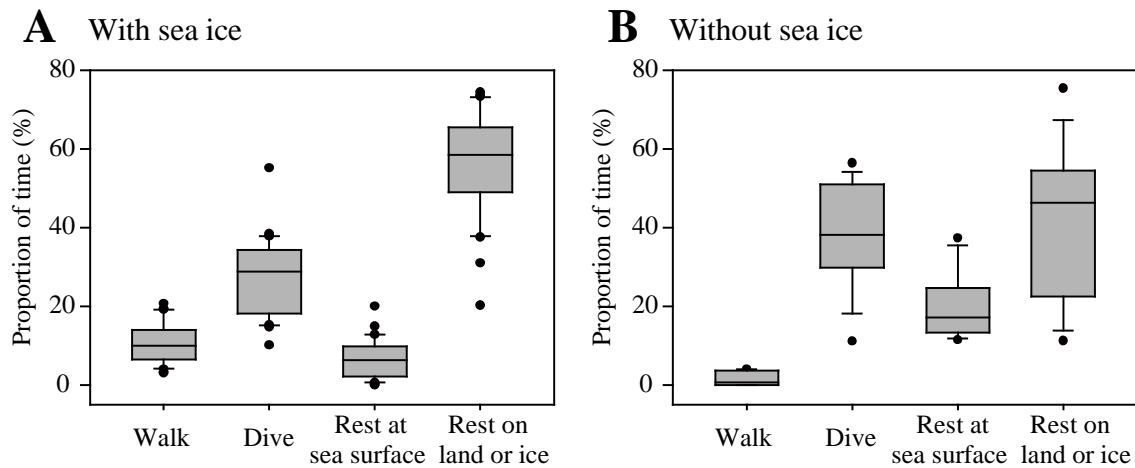 A With sea ice
Proportion of time (%)
80
60
40
20
0
Walk
Dive
Rest at
sea surface
Rest on
land or ice
B Without sea ice
Proportion of time (%)
80
60
40
20
0
Walk
Dive
Rest at
sea surface
Rest on
land or ice